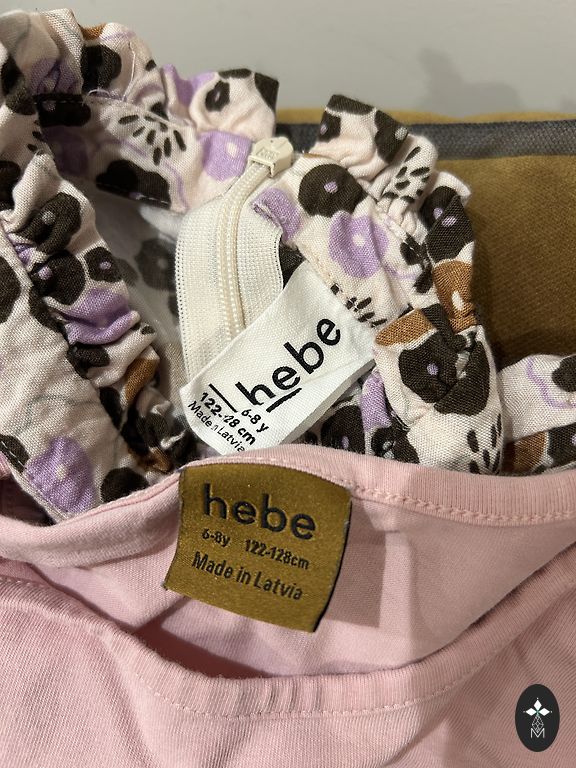 hebe
122-128 cm
6-8 y
Made in Latvia
hebe
6-8y 122-128cm
Made in Latvia